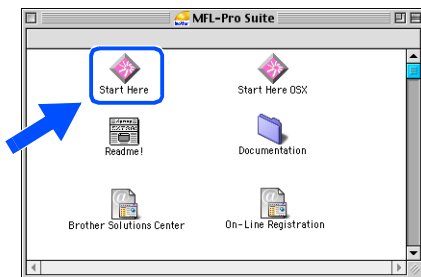 MFL-Pro Suite
Start Here
Start Here OSX
Readme!
Documentation
Brother Solutions Center
On-Line Registration